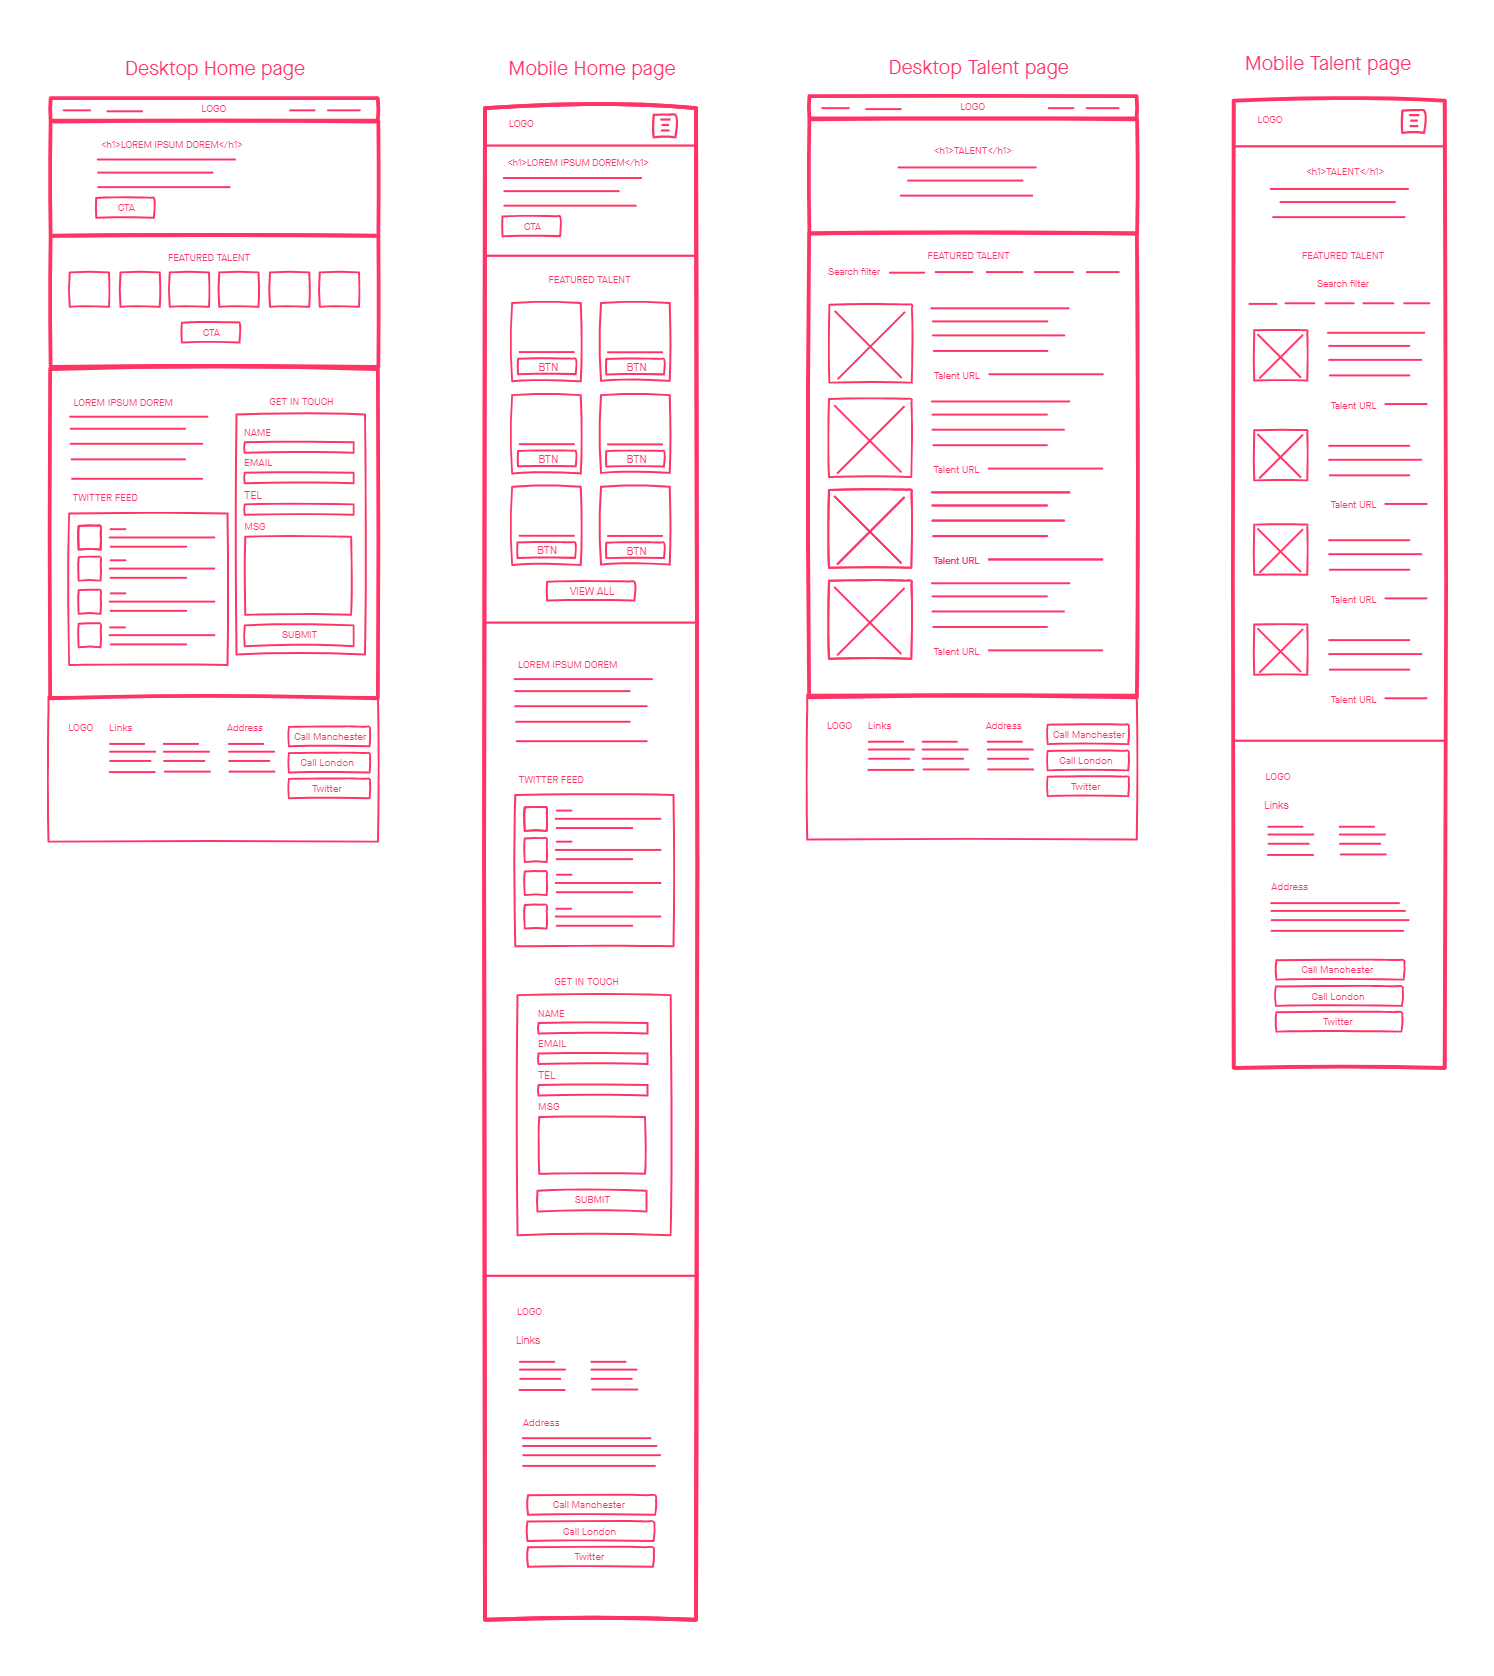 Desktop Home page
LOGO
<h1>LOREM IPSUM DOREM</h1>
CTA
FEATURED TALENT
CTA
LOREM IPSUM DOREM
TWITTER FEED
GET IN TOUCH
NAME
EMAIL
TEL
MSG
SUBMIT
LOGO
Links
Address
Call Manchester
Call London
Twitter
Mobile Home page
LOGO
<h1>LOREM IPSUM DOREM</h1>
CTA
FEATURED TALENT
BTN
BTN
BTN
BTN
BTN
BTN
VIEW ALL
LOREM IPSUM DOREM
TWITTER FEED
GET IN TOUCH
NAME
EMAIL
TEL
MSG
SUBMIT
LOGO
Links
Address
Call Manchester
Call London
Twitter
Desktop Talent page
LOGO
<h1>TALENT</h1>
FEATURED TALENT
Search filter
Talent URL
Talent URL
Talent URL
Talent URL
LOGO
Links
Address
Call Manchester
Call London
Twitter
Mobile Talent page
LOGO
<h1>TALENT</h1>
FEATURED TALENT
Search filter
Talent URL
Talent URL
Talent URL
Talent URL
LOGO
Links
Address
Call Manchester
Call London
Twitter